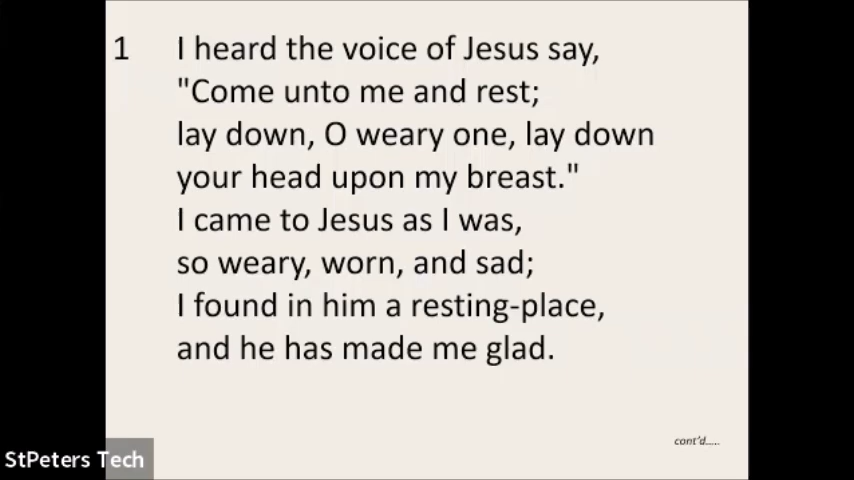 1 I heard the voice of Jesus say,
"Come unto me and rest;
lay down, O weary one, lay down
your head upon my breast."
I came to Jesus as I was,
so weary, worn, and sad;
I found in him a resting-place,
and he has made me glad.
cont'd.....
StPeters Tech